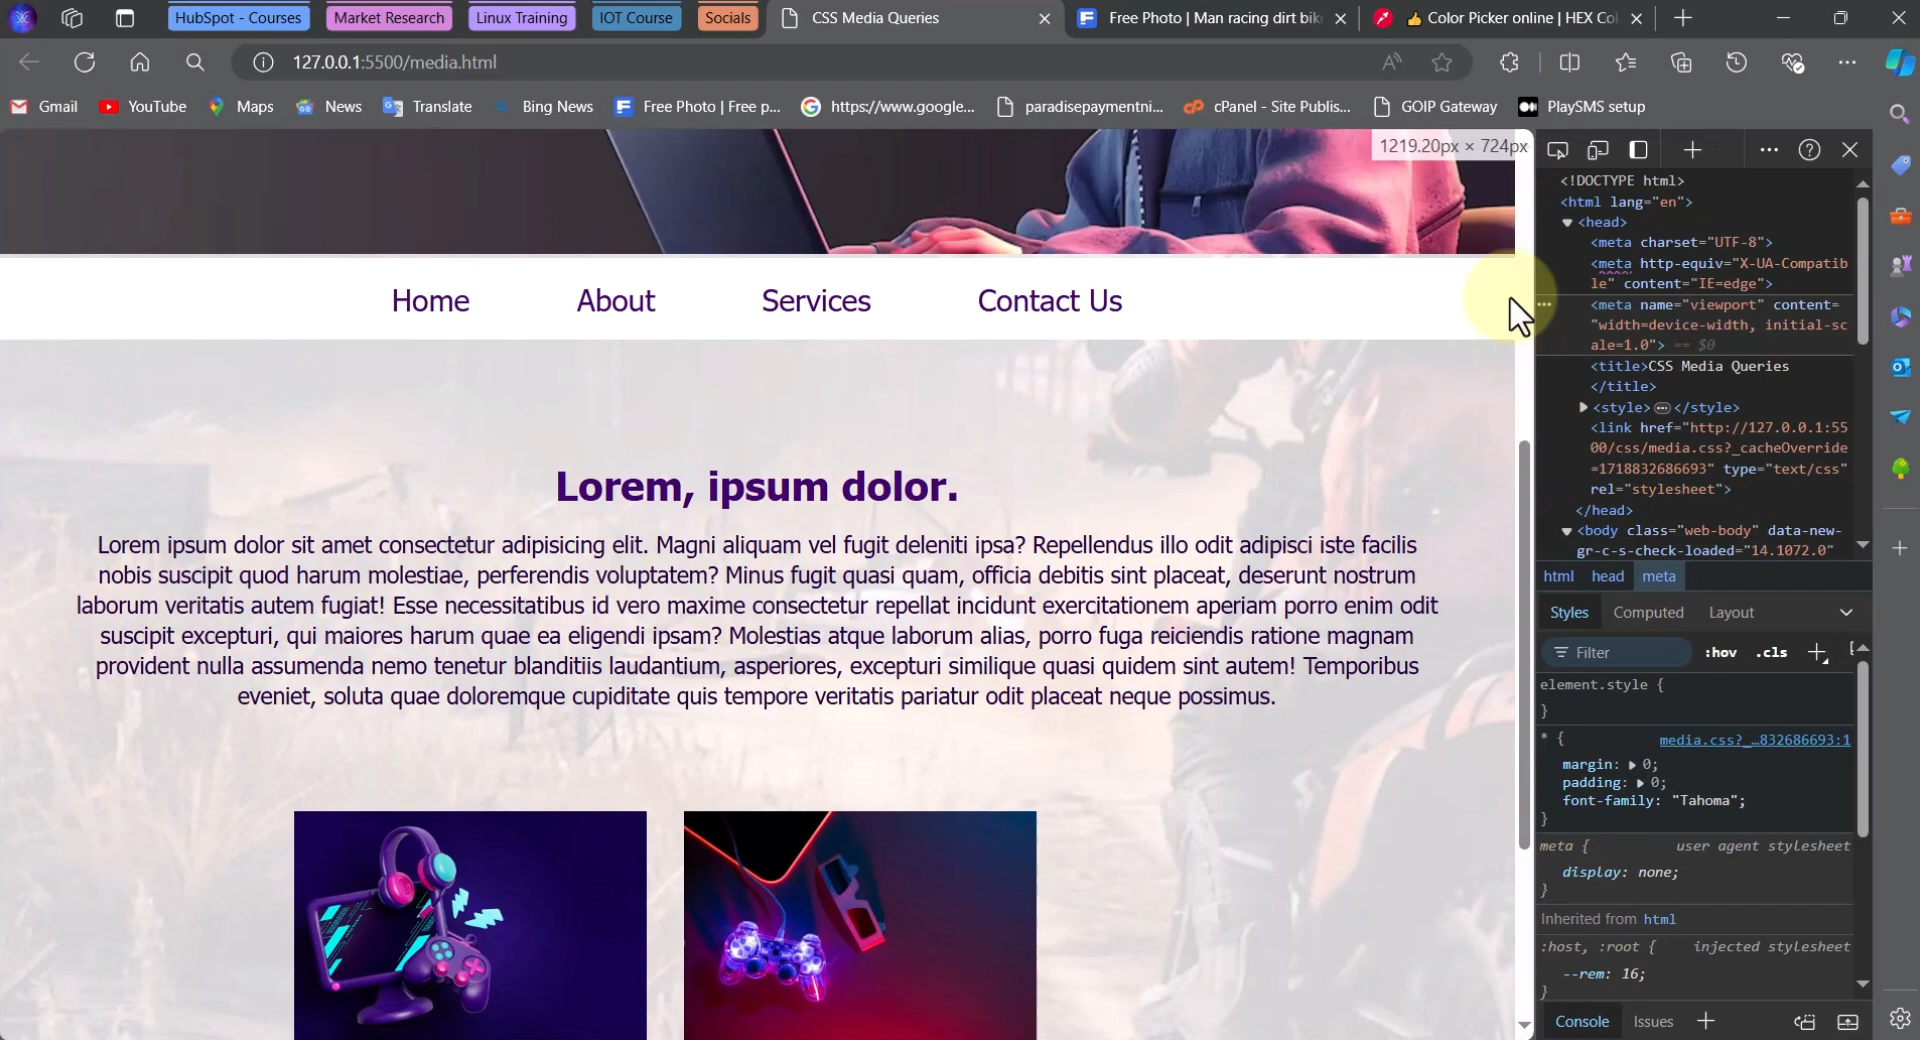 HubSpot - Courses
Market Research
Linux Training
IOT Course
Socials
CSS Media Queries
Free Photo | Man racing dirt bik
Color Picker online | HEX Co
127.0.0.1:5500/media.html
Gmail
YouTube
Maps
News
Translate
Bing News
Free Photo | Free p...
https://www.google...
paradisepaymentni...
cPanel - Site Publis...
GOIP Gateway
PlaySMS setup
1219.20px × 724px
Home
About
Services
Contact Us
Lorem, ipsum dolor.
Lorem ipsum dolor sit amet consectetur adipisicing elit. Magni aliquam vel fugit deleniti ipsa? Repellendus illo odit adipisci iste facilis
nobis suscipit quod harum molestiae, perferendis voluptatem? Minus fugit quasi quam, officia debitis sint placeat, deserunt nostrum
laborum veritatis autem fugiat! Esse necessitatibus id vero maxime consectetur repellat incidunt exercitationem aperiam porro enim odit
suscipit excepturi, qui maiores harum quae ea eligendi ipsam? Molestias atque laborum alias, porro fuga reiciendis ratione magnam
provident nulla assumenda nemo tenetur blanditiis laudantium, asperiores, excepturi similique quasi quidem sint autem! Temporibus
eveniet, soluta quae doloremque cupiditate quis tempore veritatis pariatur odit placeat neque possimus.
<!DOCTYPE html>
<html lang="en">
<head>
<meta charset="UTF-8">
<meta http-equiv="X-UA-Compatib
le" content="IE=edge">
<meta name="viewport" content=
"width=device-width, initial-sc
ale=1.0"> == $0
<title>CSS Media Queries
</title>
<style>…</style>
<link href="http://127.0.0.1:55
00/css/media.css?_cacheOverride
=1718832686693" type="text/css"
rel="stylesheet">
</head>
<body class="web-body" data-new-
gr-c-s-check-loaded="14.1072.0"
html head meta
Styles Computed Layout
Filter :hov .cls
element.style {
}
* { media.css?_…832686693:1
margin: 0;
padding: 0;
font-family: "Tahoma";
}
meta { user agent stylesheet
display: none;
}
Inherited from html
:host, :root { injected stylesheet
--rem: 16;
}
Console Issues